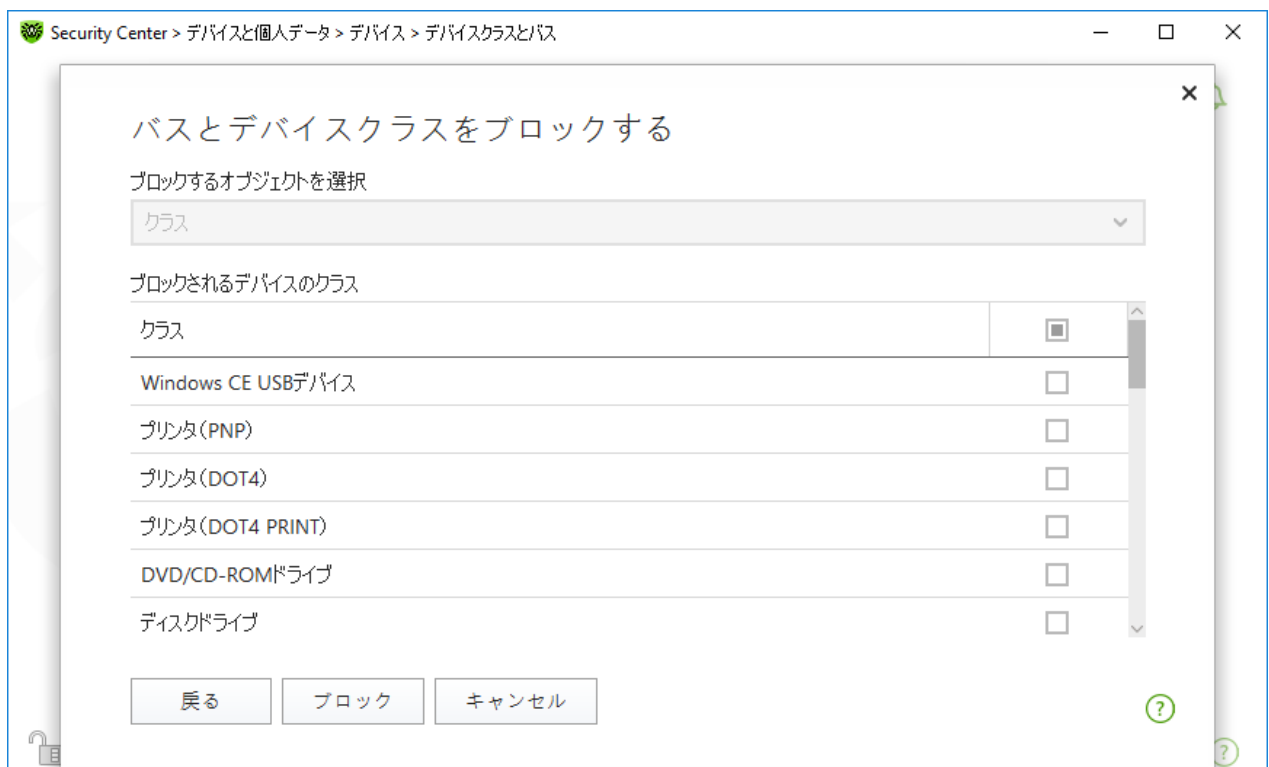 Security Center > デバイスと個人データ > デバイス > デバイスクラスとバス
バスとデバイスクラスをブロックする
ブロックするオブジェクトを選択
クラス
ブロックされるデバイスのクラス
クラス
Windows CE USBデバイス
プリンタ(PNP)
プリンタ(DOT4)
プリンタ(DOT4 PRINT)
DVD/CD-ROMドライブ
ディスクドライブ
戻る ブロック キャンセル